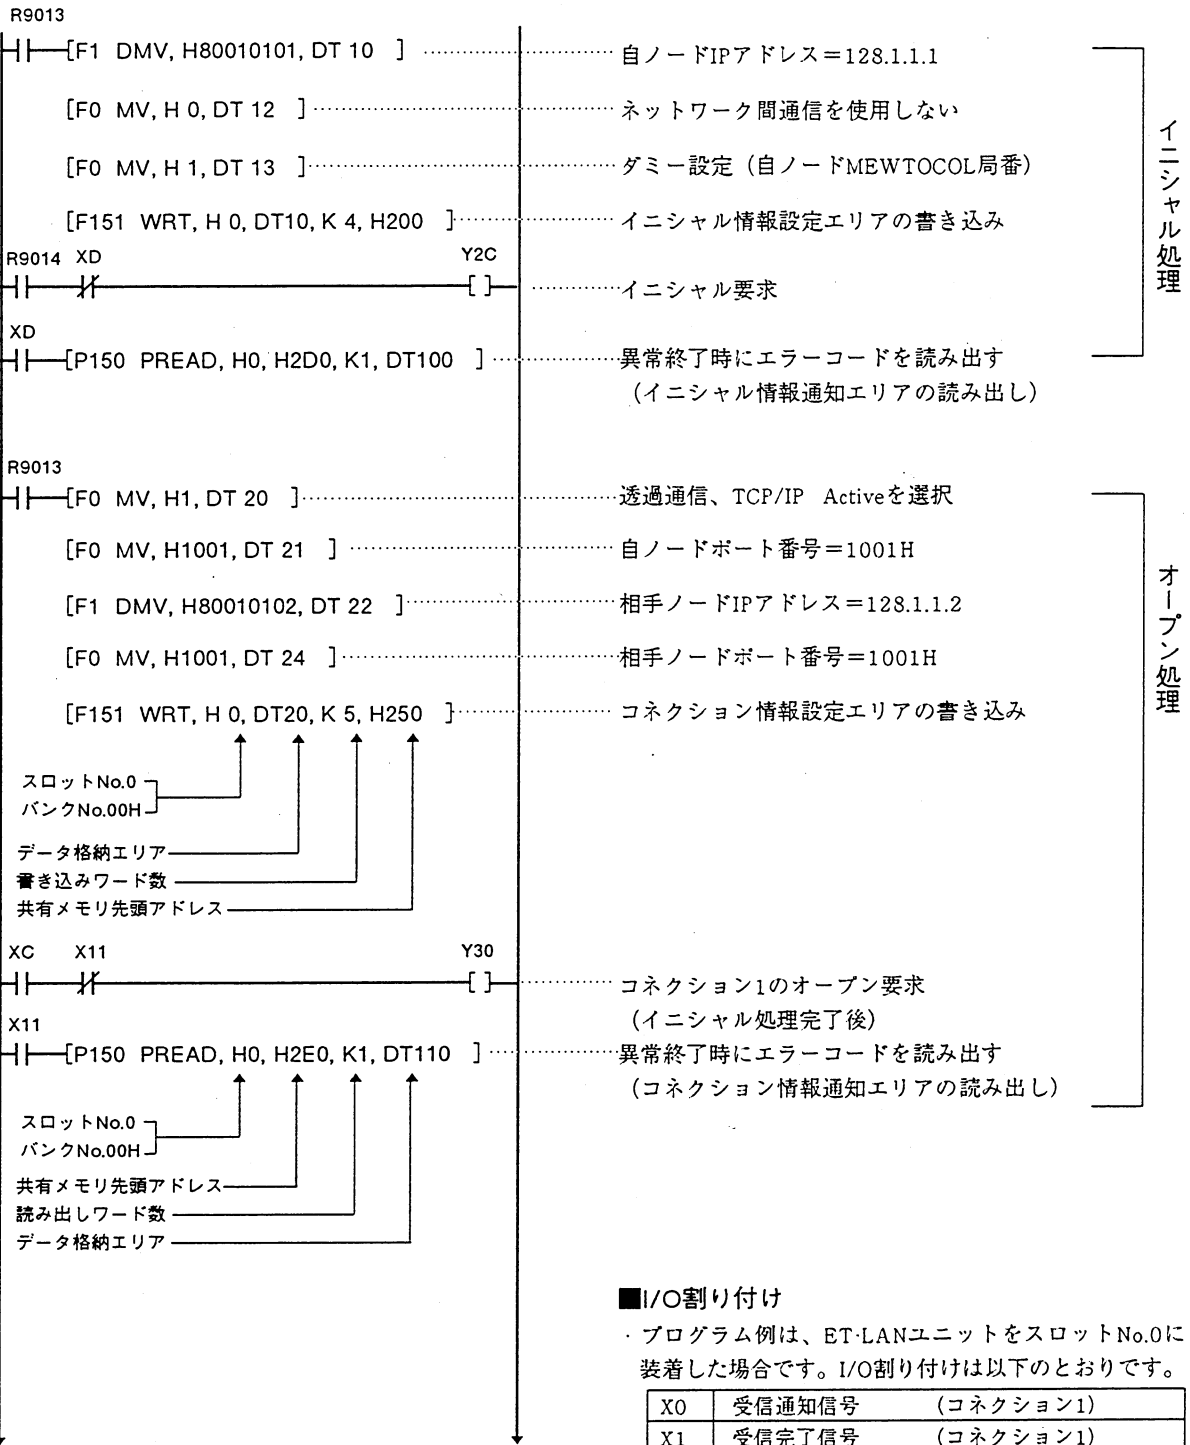 R9013
[F1 DMV, H80010101, DT 10 ] 自ノードIPアドレス＝128.1.1.1
[F0 MV, H 0, DT 12 ] ネットワーク間通信を使用しない
[F0 MV, H 1, DT 13 ] ダミー設定（自ノードMEWTOCOL局番）
[F151 WRT, H 0, DT10, K 4, H200 ] イニシャル情報設定エリアの書き込み
R9014 XD Y2C
[ ] イニシャル要求
XD
[P150 PREAD, H0, H2D0, K1, DT100 ] 異常終了時にエラーコードを読み出す
（イニシャル情報通知エリアの読み出し）
イニシャル処理
R9013
[F0 MV, H1, DT 20 ] 透過通信、TCP/IP Activeを選択
[F0 MV, H1001, DT 21 ] 自ノードポート番号＝1001H
[F1 DMV, H80010102, DT 22 ] 相手ノードIPアドレス＝128.1.1.2
[F0 MV, H1001, DT 24 ] 相手ノードポート番号＝1001H
[F151 WRT, H 0, DT20, K 5, H250 ] コネクション情報設定エリアの書き込み
オープン処理
スロットNo.0
バンクNo.00H
データ格納エリア
書き込みワード数
共有メモリ先頭アドレス
XC X11 Y30
[ ] コネクション1のオープン要求
（イニシャル処理完了後）
X11
[P150 PREAD, H0, H2E0, K1, DT110 ] 異常終了時にエラーコードを読み出す
（コネクション情報通知エリアの読み出し）
スロットNo.0
バンクNo.00H
共有メモリ先頭アドレス
読み出しワード数
データ格納エリア
■I/O割り付け
・プログラム例は、ET-LANユニットをスロットNo.0に
装着した場合です。I/O割り付けは以下のとおりです。
X0 受信通知信号 （コネクション1）
X1 受信完了信号 （コネクション1）